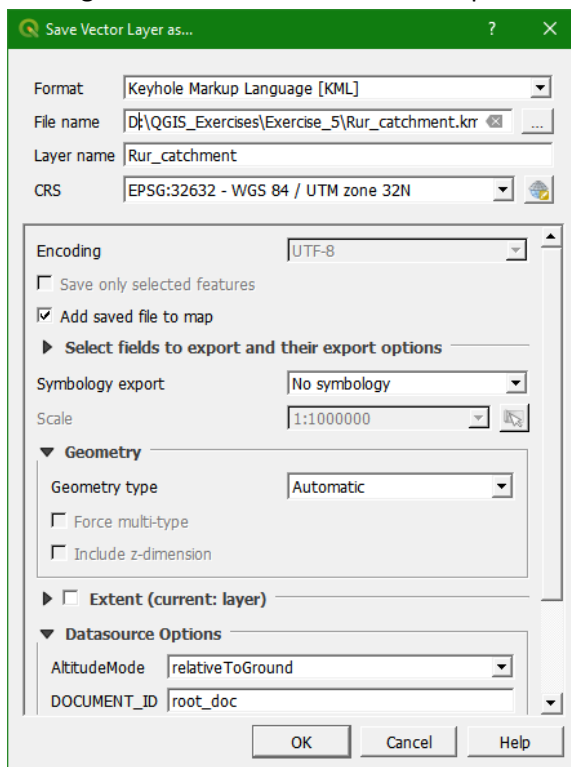 Save Vector Layer as... ? ×
Format Keyhole Markup Language [KML]
File name D:\QGIS_Exercises\Exercise_5\Rur_catchment.km ...
Layer name Rur_catchment
CRS EPSG:32632 - WGS 84 / UTM zone 32N
Encoding UTF-8
Save only selected features
Add saved file to map
Select fields to export and their export options
Symbology export No symbology
Scale 1:1000000
Geometry
Geometry type Automatic
Force multi-type
Include z-dimension
Extent (current: layer)
Datasource Options
AltitudeMode relativeToGround
DOCUMENT_ID root_doc
OK Cancel Help